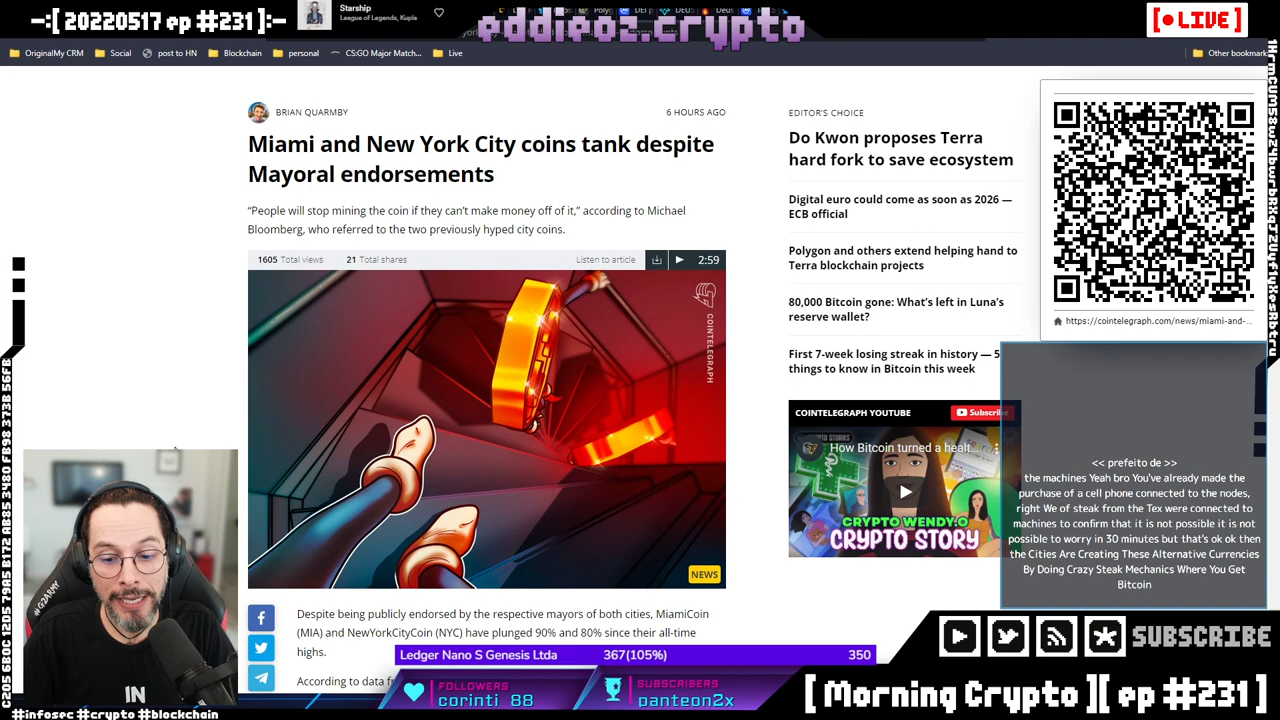 -:[ 20220517 ep #231]:-
Starship
League of Legends, Kupla
eddieoz.crypto
[● LIVE ]
OriginalMy CRM
Social
post to HN
Blockchain
personal
CS:GO Major Match...
Live
Other bookmark
BRIAN QUARMBY
6 HOURS AGO
Miami and New York City coins tank despite
Mayoral endorsements
“People will stop mining the coin if they can’t make money off of it,” according to Michael
Bloomberg, who referred to the two previously hyped city coins.
1605 Total views
21 Total shares
Listen to article
2:59
COINTELEGRAPH
NEWS
Despite being publicly endorsed by the respective mayors of both cities, MiamiCoin
(MIA) and NewYorkCityCoin (NYC) have plunged 90% and 80% since their all-time
highs.
According to data f
EDITOR’S CHOICE
Do Kwon proposes Terra
hard fork to save ecosystem
Digital euro could come as soon as 2026 —
ECB official
Polygon and others extend helping hand to
Terra blockchain projects
80,000 Bitcoin gone: What’s left in Luna’s
reserve wallet?
First 7-week losing streak in history — 5
things to know in Bitcoin this week
COINTELEGRAPH YOUTUBE
Subscribe
How Bitcoin turned a healt...
CRYPTO WENDY.O
CRYPTO STORY
https://cointelegraph.com/news/miami-and-...
<< prefeito de >>
the machines Yeah bro You've already made the
purchase of a cell phone connected to the nodes,
right We of steak from the Tex were connected to
machines to confirm that it is not possible it is not
possible to worry in 30 minutes but that's ok ok then
the Cities Are Creating These Alternative Currencies
By Doing Crazy Steak Mechanics Where You Get
Bitcoin
SUBSCRIBE
Ledger Nano S Genesis Ltda
367(105%)
350
FOLLOWERS
corinti_88
SUBSCRIBERS
panteon2x
[ Morning Crypto ][ ep #231 ]
#infosec #crypto #blockchain